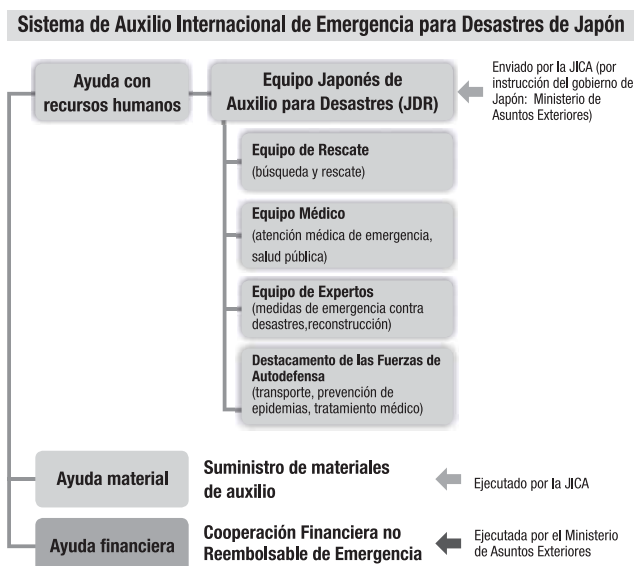 Sistema de Auxilio Internacional de Emergencia para Desastres de Japón
Ayuda con
recursos humanos
Equipo Japonés de
Auxilio para Desastres (JDR)
Enviado por la JICA (por
instrucción del gobierno de
Japón: Ministerio de
Asuntos Exteriores)
Equipo de Rescate
(búsqueda y rescate)
Equipo Médico
(atención médica de emergencia,
salud pública)
Equipo de Expertos
(medidas de emergencia contra
desastres,reconstrucción)
Destacamento de las Fuerzas de
Autodefensa
(transporte, prevención de
epidemias, tratamiento médico)
Ayuda material
Suministro de materiales
de auxilio
Ejecutado por la JICA
Ayuda financiera
Cooperación Financiera no
Reembolsable de Emergencia
Ejecutada por el Ministerio
de Asuntos Exteriores